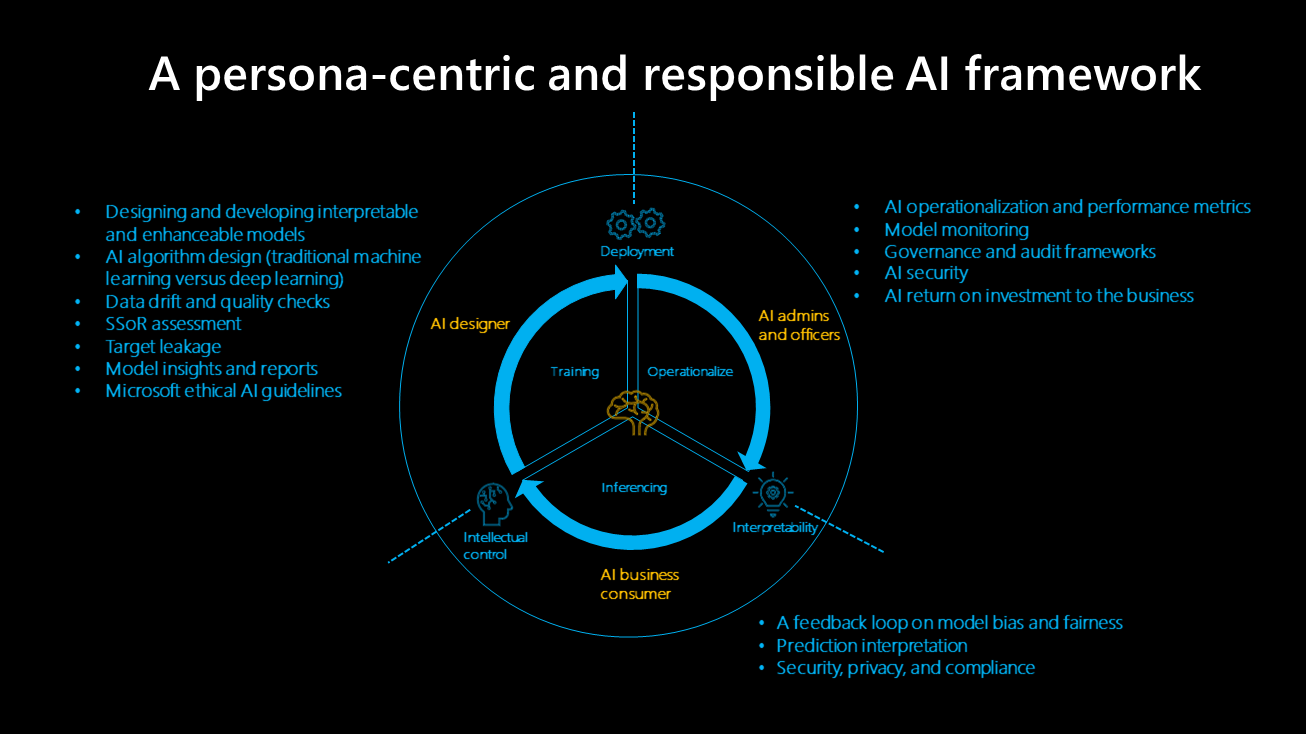 A persona-centric and responsible AI framework
• Designing and developing interpretable
and enhanceable models
• AI algorithm design (traditional machine
learning versus deep learning)
• Data drift and quality checks
• SSoR assessment
• Target leakage
• Model insights and reports
• Microsoft ethical AI guidelines
• AI operationalization and performance metrics
• Model monitoring
• Governance and audit frameworks
• AI security
• AI return on investment to the business
Deployment
AI designer
AI admins
and officers
Training
Operationalize
Inferencing
Intellectual
control
Interpretability
AI business
consumer
• A feedback loop on model bias and fairness
• Prediction interpretation
• Security, privacy, and compliance